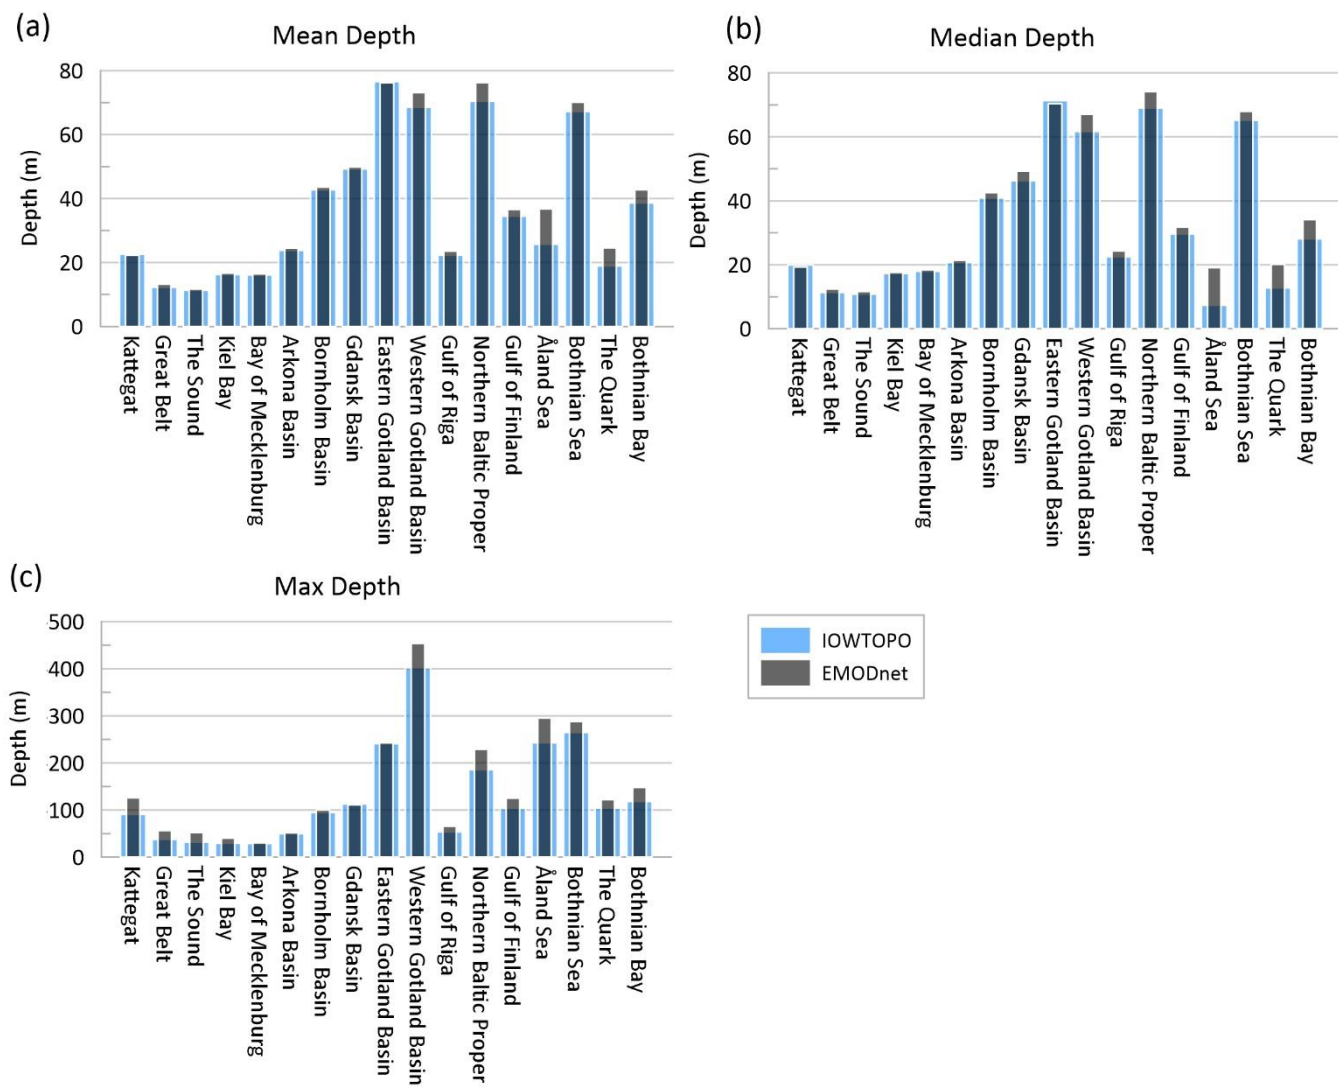 (a)
Mean Depth
Depth (m)
80
60
40
20
0
Kattegat
Great Belt
The Sound
Kiel Bay
Bay of Mecklenburg
Arkona Basin
Bornholm Basin
Gdansk Basin
Eastern Gotland Basin
Western Gotland Basin
Gulf of Riga
Northern Baltic Proper
Gulf of Finland
Åland Sea
Bothnian Sea
The Quark
Bothnian Bay
(b)
Median Depth
Depth (m)
80
60
40
20
0
Kattegat
Great Belt
The Sound
Kiel Bay
Bay of Mecklenburg
Arkona Basin
Bornholm Basin
Gdansk Basin
Eastern Gotland Basin
Western Gotland Basin
Gulf of Riga
Northern Baltic Proper
Gulf of Finland
Åland Sea
Bothnian Sea
The Quark
Bothnian Bay
(c)
Max Depth
Depth (m)
500
400
300
200
100
0
Kattegat
Great Belt
The Sound
Kiel Bay
Bay of Mecklenburg
Arkona Basin
Bornholm Basin
Gdansk Basin
Eastern Gotland Basin
Western Gotland Basin
Gulf of Riga
Northern Baltic Proper
Gulf of Finland
Åland Sea
Bothnian Sea
The Quark
Bothnian Bay
IOWTOPO
EMODnet